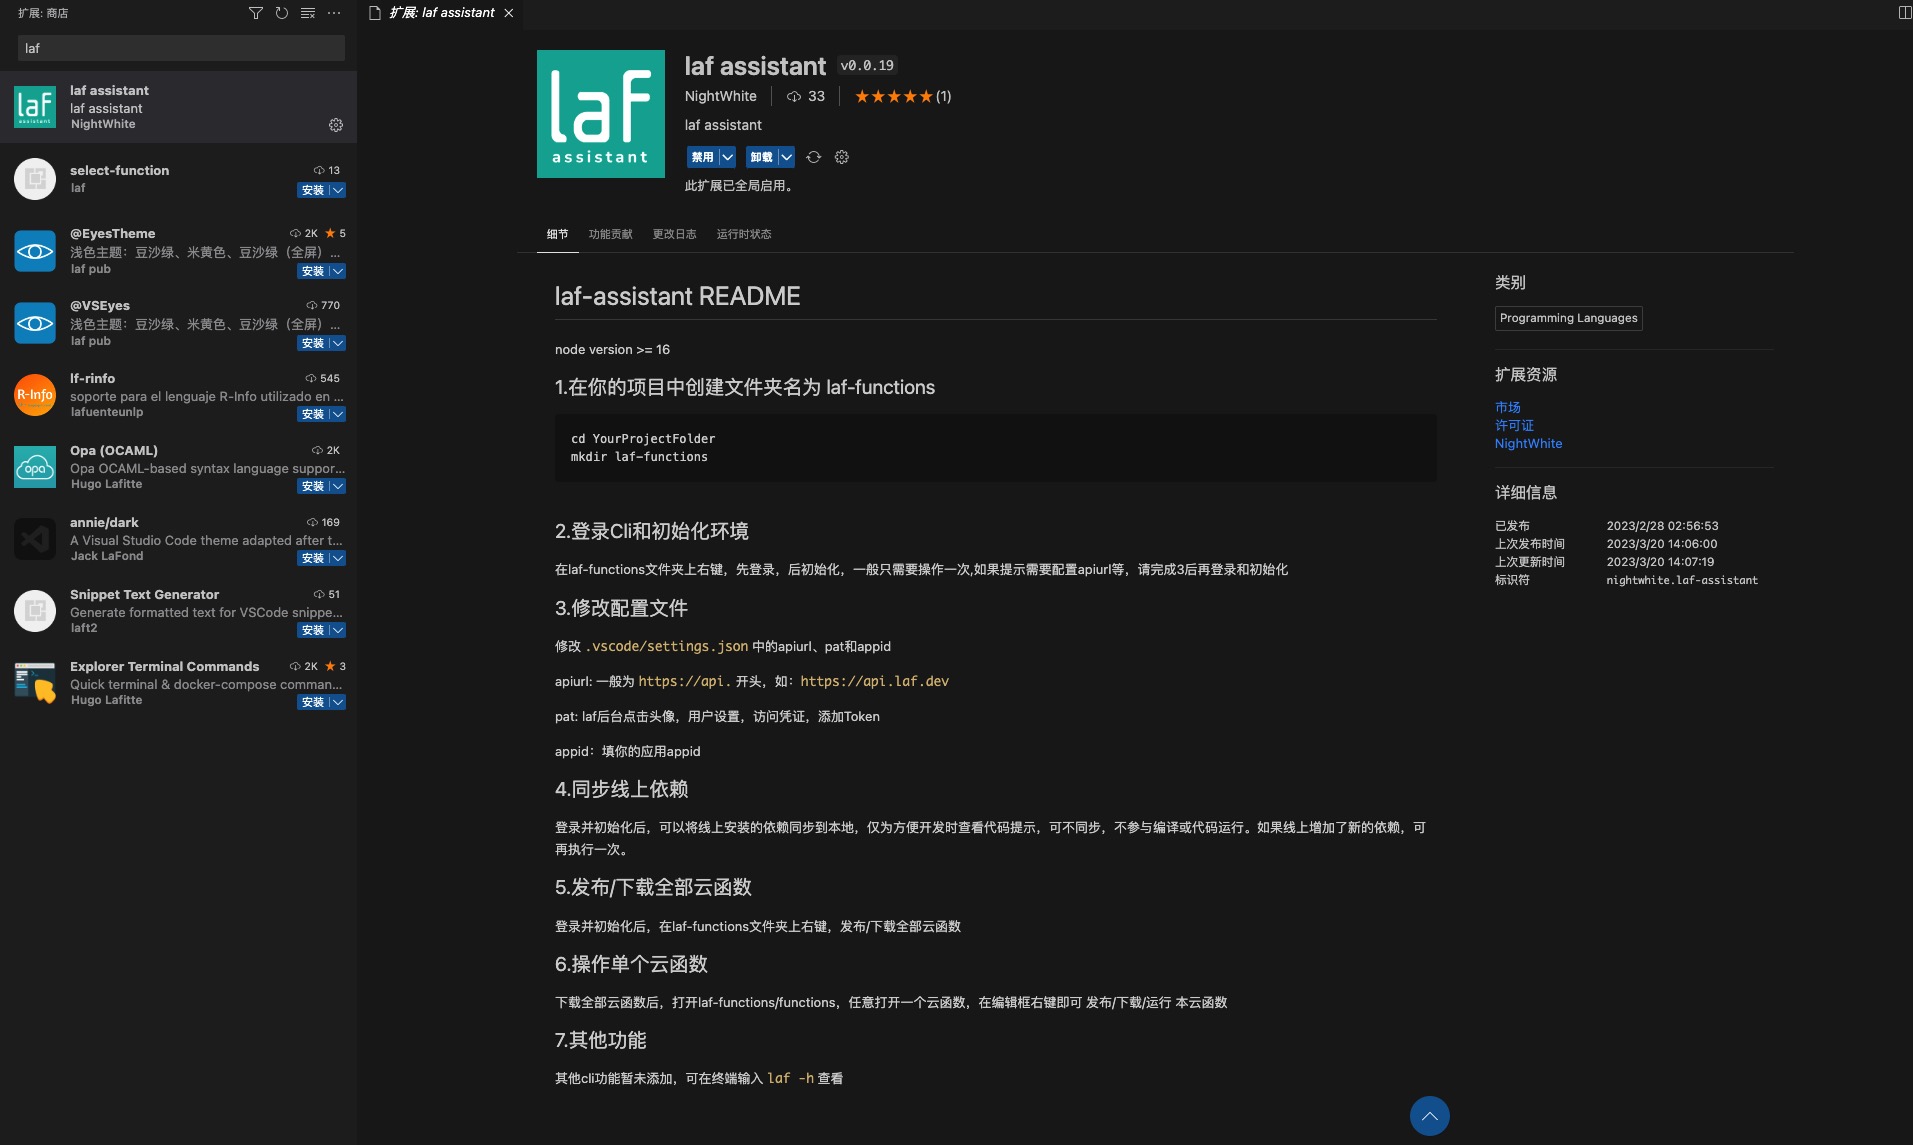 扩展: 商店
laf
laf assistant
laf assistant
NightWhite
select-function
13
laf
安装
@EyesTheme
2K ★ 5
浅色主题：豆沙绿、米黄色、豆沙绿（全屏）...
laf pub
安装
@VSEyes
770
浅色主题：豆沙绿、米黄色、豆沙绿（全屏）...
laf pub
安装
R-Info
lf-rinfo
545
soporte para el lenguaje R-Info utilizado en ...
lafuenteunlp
安装
opa
Opa (OCAML)
2K
Opa OCAML-based syntax language suppor...
Hugo Lafitte
安装
annie/dark
169
A Visual Studio Code theme adapted after t...
Jack LaFond
安装
Snippet Text Generator
51
Generate formatted text for VSCode snippe...
laft2
安装
Explorer Terminal Commands
2K ★ 3
Quick terminal & docker-compose comman...
Hugo Lafitte
安装
扩展: laf assistant
laf
assistant
laf assistant v0.0.19
NightWhite 33 ★★★★★(1)
laf assistant
禁用 卸载
此扩展已全局启用。
细节 功能贡献 更改日志 运行时状态
laf-assistant README
node version >= 16
1.在你的项目中创建文件夹名为 laf-functions
cd YourProjectFolder
mkdir laf-functions
2.登录Cli和初始化环境
在laf-functions文件夹上右键，先登录，后初始化，一般只需要操作一次,如果提示需要配置apiurl等，请完成3后再登录和初始化
3.修改配置文件
修改 .vscode/settings.json 中的apiurl、pat和appid
apiurl: 一般为 https://api. 开头，如：https://api.laf.dev
pat: laf后台点击头像，用户设置，访问凭证，添加Token
appid：填你的应用appid
4.同步线上依赖
登录并初始化后，可以将线上安装的依赖同步到本地，仅为方便开发时查看代码提示，可不同步，不参与编译或代码运行。如果线上增加了新的依赖，可
再执行一次。
5.发布/下载全部云函数
登录并初始化后，在laf-functions文件夹上右键，发布/下载全部云函数
6.操作单个云函数
下载全部云函数后，打开laf-functions/functions，任意打开一个云函数，在编辑框右键即可 发布/下载/运行 本云函数
7.其他功能
其他cli功能暂未添加，可在终端输入 laf -h 查看
类别
Programming Languages
扩展资源
市场
许可证
NightWhite
详细信息
已发布 2023/2/28 02:56:53
上次发布时间 2023/3/20 14:06:00
上次更新时间 2023/3/20 14:07:19
标识符 nightwhite.laf-assistant